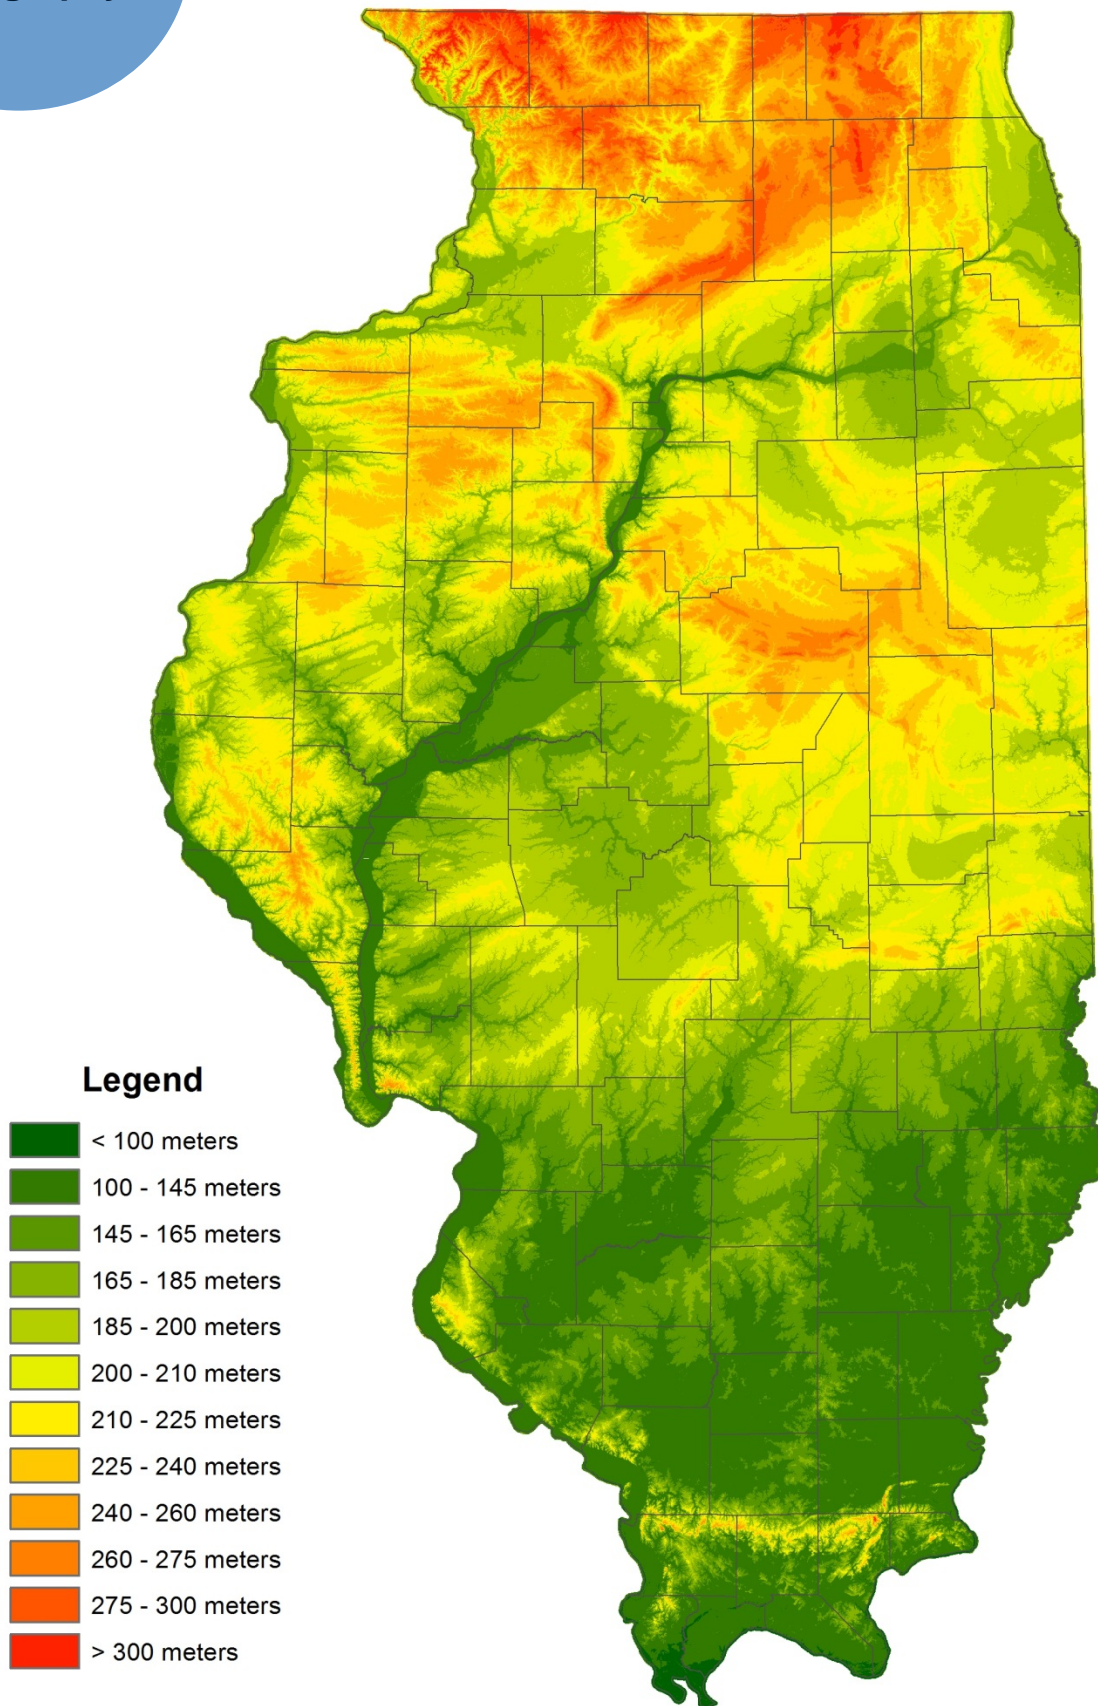 Legend
< 100 meters
100 - 145 meters
145 - 165 meters
165 - 185 meters
185 - 200 meters
200 - 210 meters
210 - 225 meters
225 - 240 meters
240 - 260 meters
260 - 275 meters
275 - 300 meters
> 300 meters